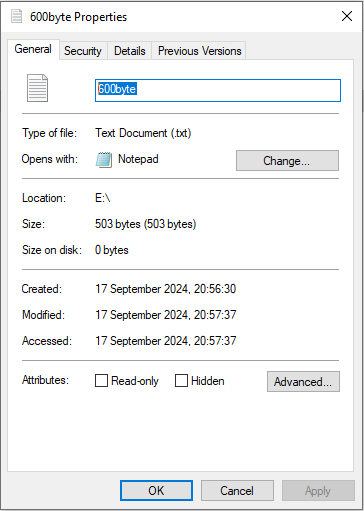 600byte Properties
General Security Details Previous Versions
600byte
Type of file: Text Document (.txt)
Opens with: Notepad Change...
Location: E:\
Size: 503 bytes (503 bytes)
Size on disk: 0 bytes
Created: 17 September 2024, 20:56:30
Modified: 17 September 2024, 20:57:37
Accessed: 17 September 2024, 20:57:37
Attributes: Read-only Hidden Advanced...
OK Cancel Apply